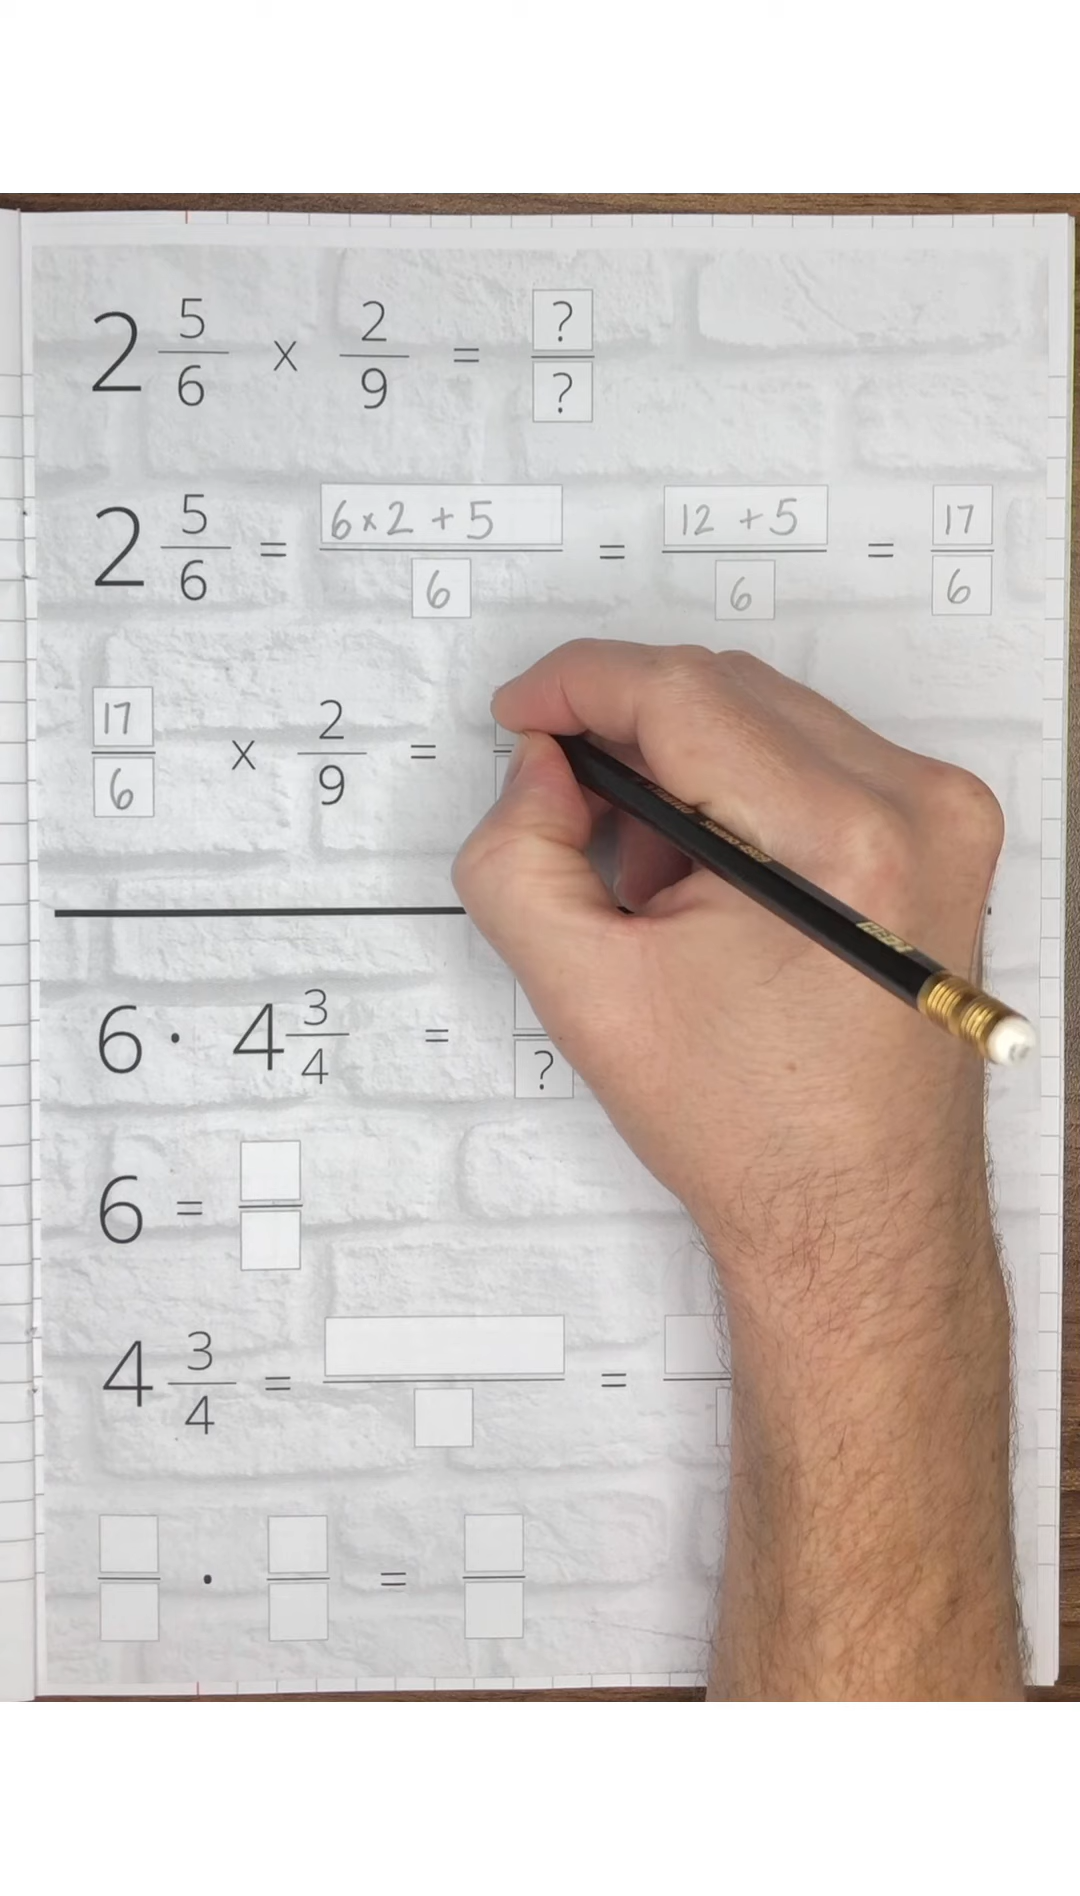 2 5/6 x 2/9 = ?/?
2 5/6 = 6×2 + 5/6 = 12 + 5/6 = 17/6
17/6 x 2/9 =
6 · 4 3/4 = /?
6 =
4 3/4 = =
· =